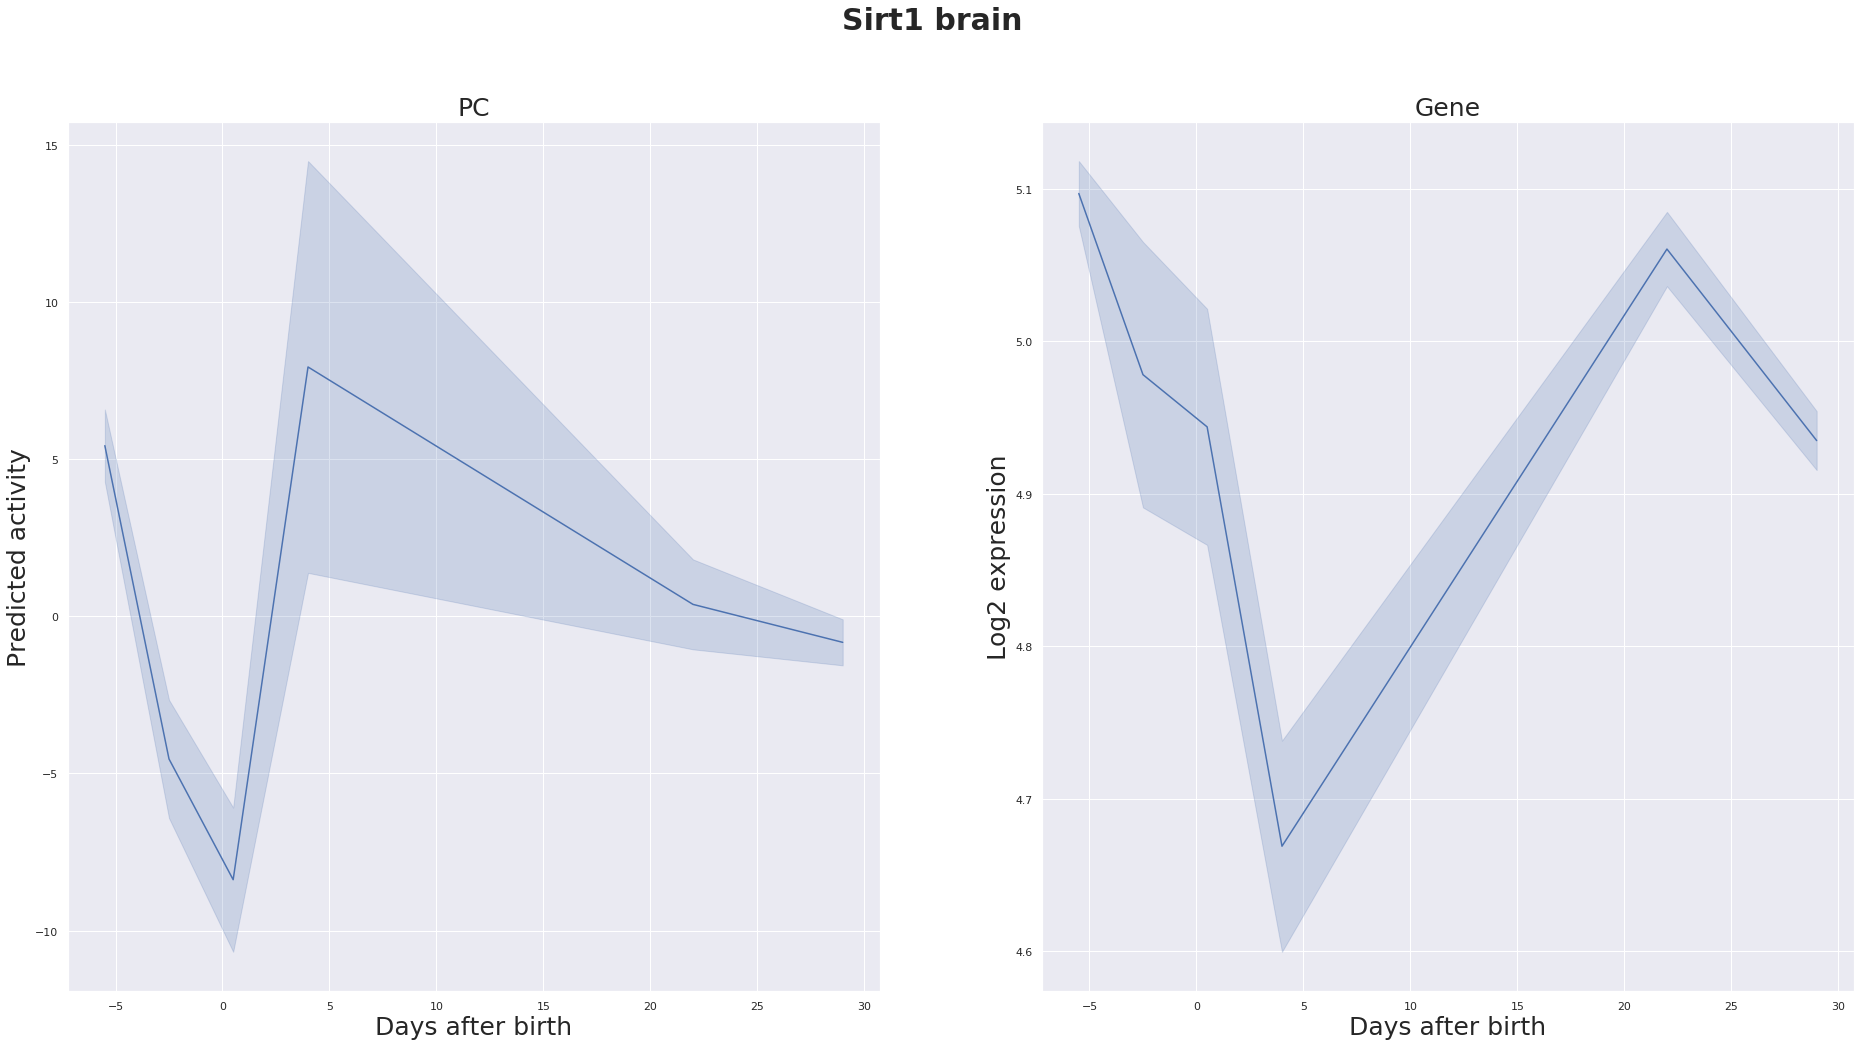 Sirt1 brain
PC
Predicted activity
15
10
5
0
−5
−10
−5 0 5 10 15 20 25 30
Days after birth
Gene
Log2 expression
5.1
5.0
4.9
4.8
4.7
4.6
−5 0 5 10 15 20 25 30
Days after birth